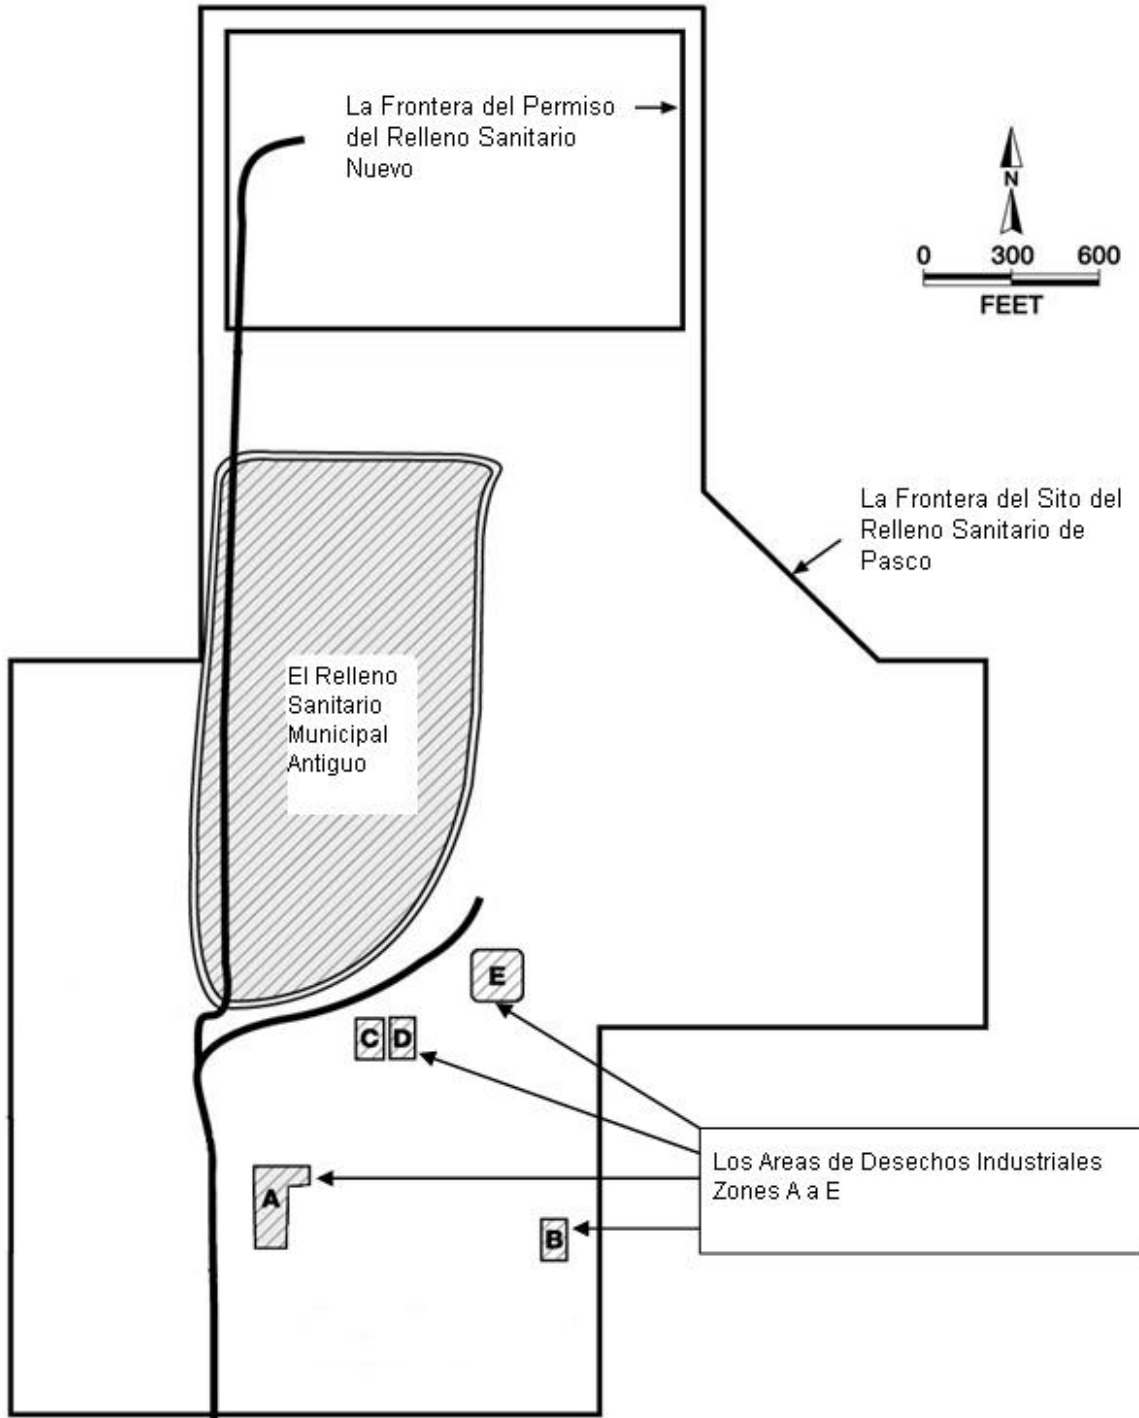 La Frontera del Permiso
del Relleno Sanitario
Nuevo
N
0 300 600
FEET
La Frontera del Sito del
Relleno Sanitario de
Pasco
El Relleno
Sanitario
Municipal
Antiguo
E
C D
Los Areas de Desechos Industriales
Zones A a E
A
B